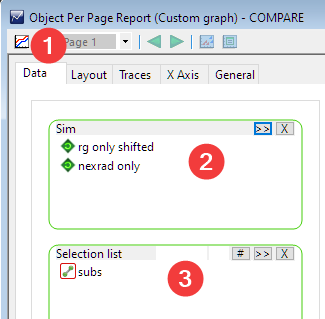 Object Per Page Report (Custom graph) - COMPARE
1 Page 1
Data Layout Traces X Axis General
Sim >> X
rg only shifted
nexrad only
2
Selection list # >> X
subs
3